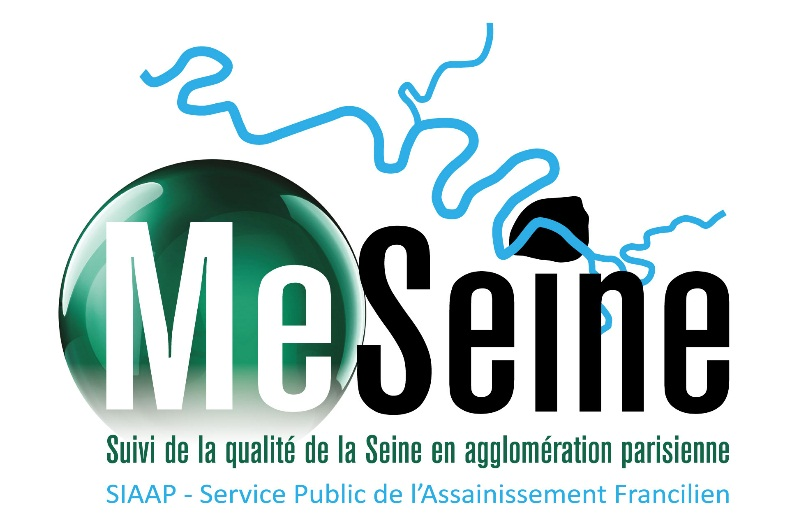 MeSeine
Suivi de la qualité de la Seine en agglomération parisienne
SIAAP - Service Public de l'Assainissement Francilien